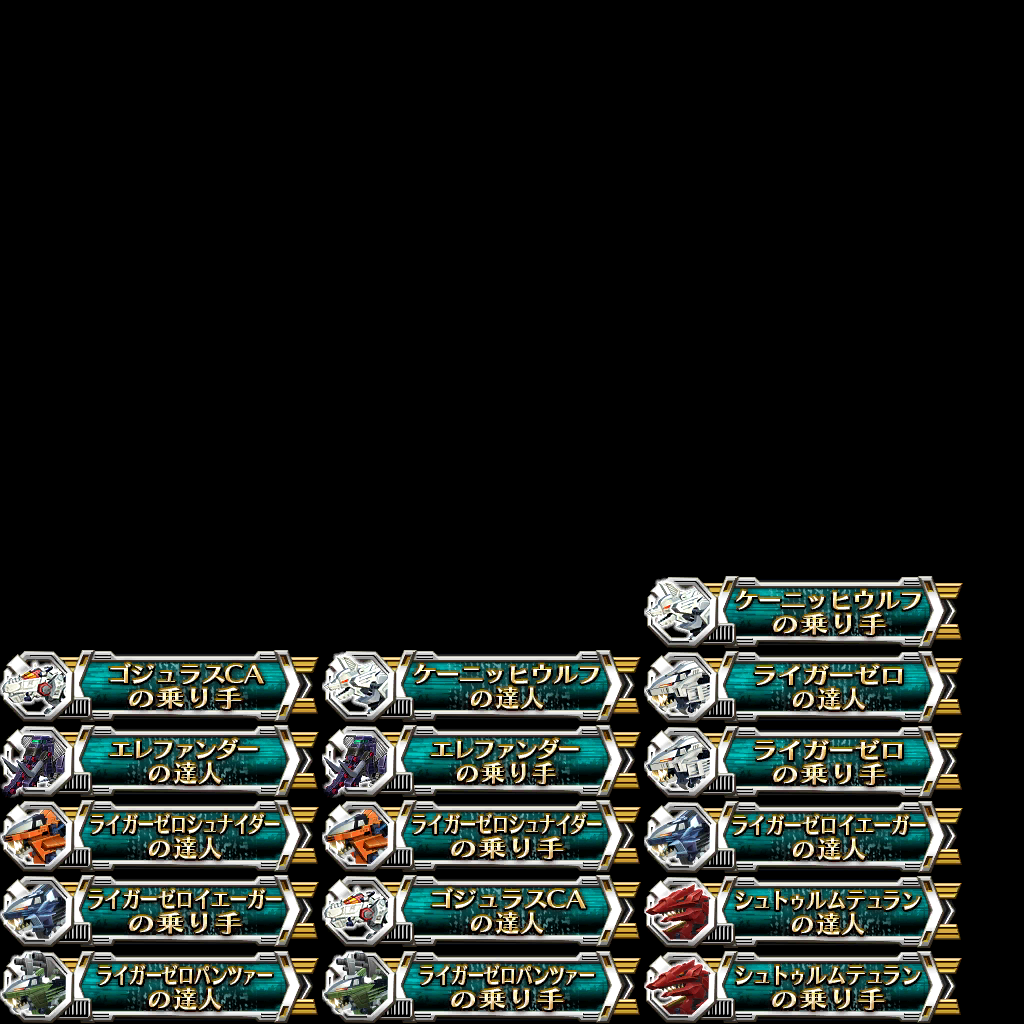 ケーニッヒウルフ
の乗り手
ゴジュラスCA
の乗り手
ケーニッヒウルフ
の達人
ライガーゼロ
の達人
エレファンダー
の達人
エレファンダー
の乗り手
ライガーゼロ
の乗り手
ライガーゼロシュナイダー
の達人
ライガーゼロシュナイダー
の乗り手
ライガーゼロイエーガー
の達人
ライガーゼロイエーガー
の乗り手
ゴジュラスCA
の達人
シュトゥルムテュラン
の達人
ライガーゼロパンツァー
の達人
ライガーゼロパンツァー
の乗り手
シュトゥルムテュラン
の乗り手